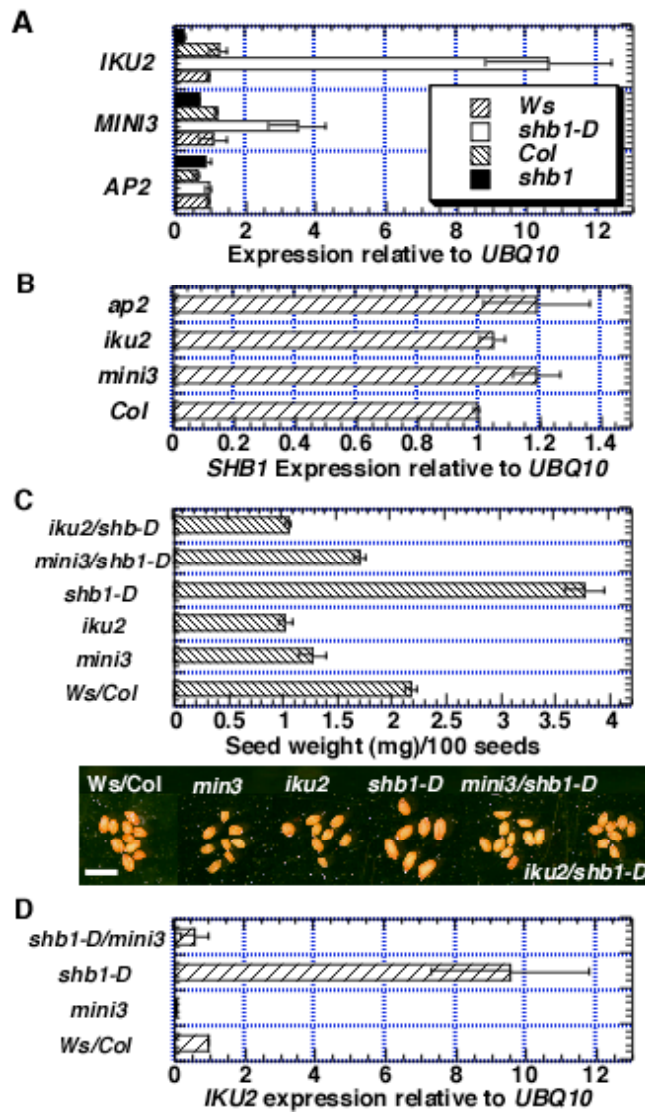 A
IKU2
MINI3
AP2
Ws
shb1-D
Col
shb1
0 2 4 6 8 10 12
Expression relative to UBQ10
B
ap2
iku2
mini3
Col
0 0.2 0.4 0.6 0.8 1 1.2 1.4
SHB1 Expression relative to UBQ10
C
iku2/shb-D
mini3/shb1-D
shb1-D
iku2
mini3
Ws/Col
0 0.5 1 1.5 2 2.5 3 3.5 4
Seed weight (mg)/100 seeds
Ws/Col min3 iku2 shb1-D mini3/shb1-D
iku2/shb1-D
D
shb1-D/mini3
shb1-D
mini3
Ws/Col
0 2 4 6 8 10 12
IKU2 expression relative to UBQ10